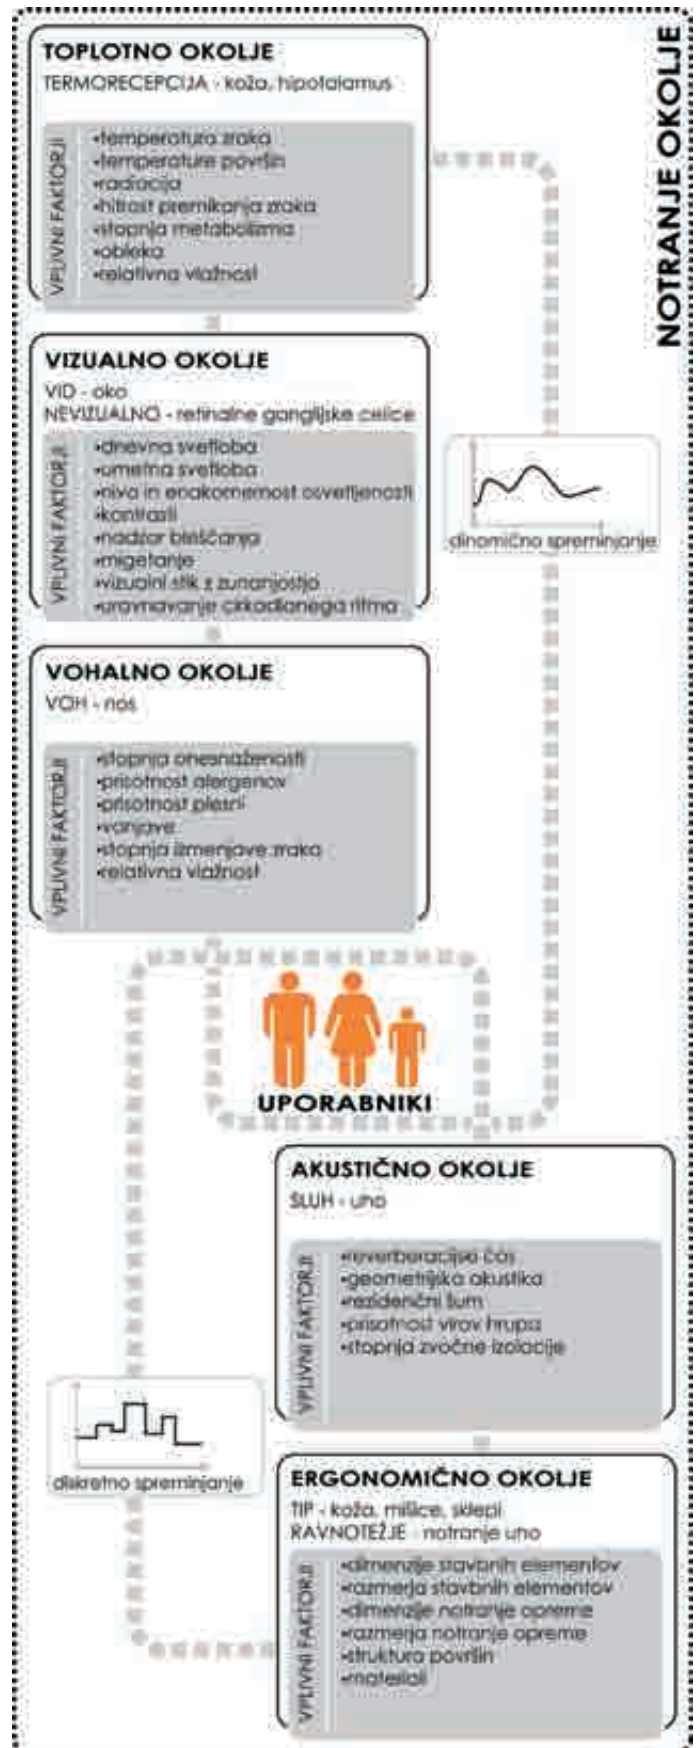 NOTRANJE OKOLJE
TOPLOTNO OKOLJE
TERMORECEPCIJA - koža, hipotalamus
VPLIVNI FAKTORJI
•temperatura zraka
•temperature površin
•radiacija
•hitrost premikanja zraka
•stopnja metabolizma
•obleka
•relativna vlažnost
VIZUALNO OKOLJE
VID - oko
NEVIZUALNO - retinalne ganglijske celice
VPLIVNI FAKTORJI
•dnevna svetloba
•umetna svetloba
•nivo in enakomernost osvetljenosti
•kontrasti
•nadzor bleščanja
•migetanje
•vizualni stik z zunanjostjo
•uravnavanje cirkadianega ritma
dinamično spreminjanje
VOHALNO OKOLJE
VOH - nos
VPLIVNI FAKTORJI
•stopnja onesnaženosti
•prisotnost alergenov
•prisotnost plesni
•vonjave
•stopnja izmenjave zraka
•relativna vlažnost
UPORABNIKI
AKUSTIČNO OKOLJE
SLUH - uho
VPLIVNI FAKTORJI
•reverberacijski čas
•geometrijska akustika
•rezidenčni šum
•prisotnost virov hrupa
•stopnja zvočne izolacije
diskretno spreminjanje
ERGONOMIČNO OKOLJE
TIP - koža, mišice, sklepi
RAVNOTEŽJE - notranje uho
VPLIVNI FAKTORJI
•dimenzije stavbnih elementov
•razmerja stavbnih elementov
•dimenzije notranje opreme
•razmerja notranje opreme
•struktura površin
•materiali